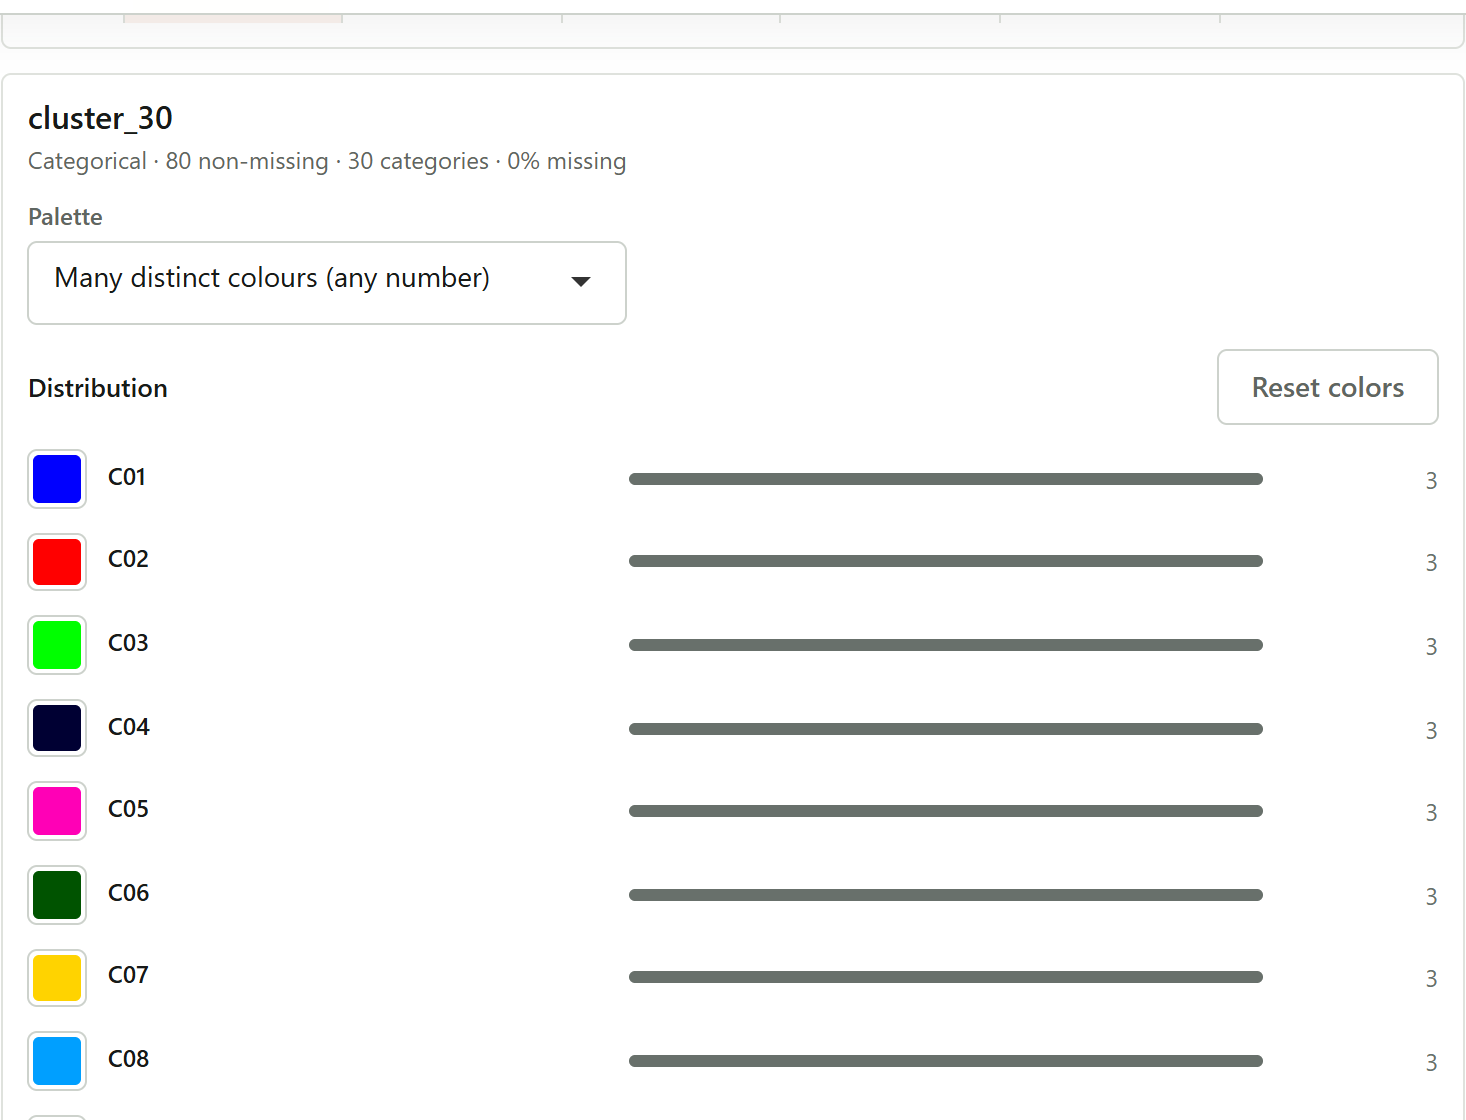 cluster_30
Categorical · 80 non-missing · 30 categories · 0% missing
Palette
Many distinct colours (any number)
Distribution
Reset colors
C01 3
C02 3
C03 3
C04 3
C05 3
C06 3
C07 3
C08 3